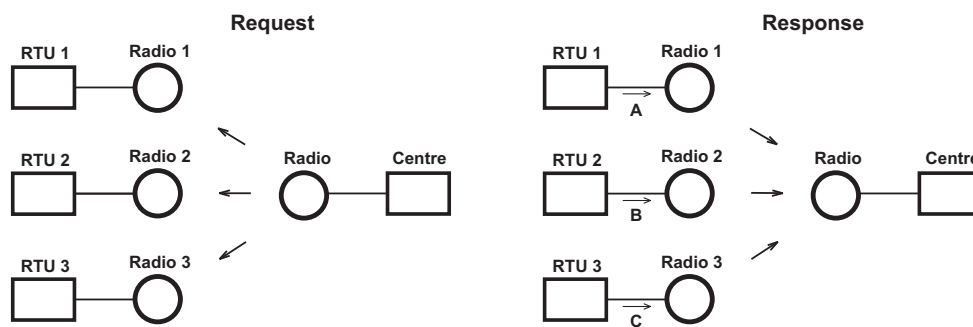 Request
RTU 1 Radio 1
RTU 2 Radio 2
Radio Centre
RTU 3 Radio 3
Response
RTU 1 Radio 1
A
RTU 2 Radio 2
Radio Centre
B
RTU 3 Radio 3
C